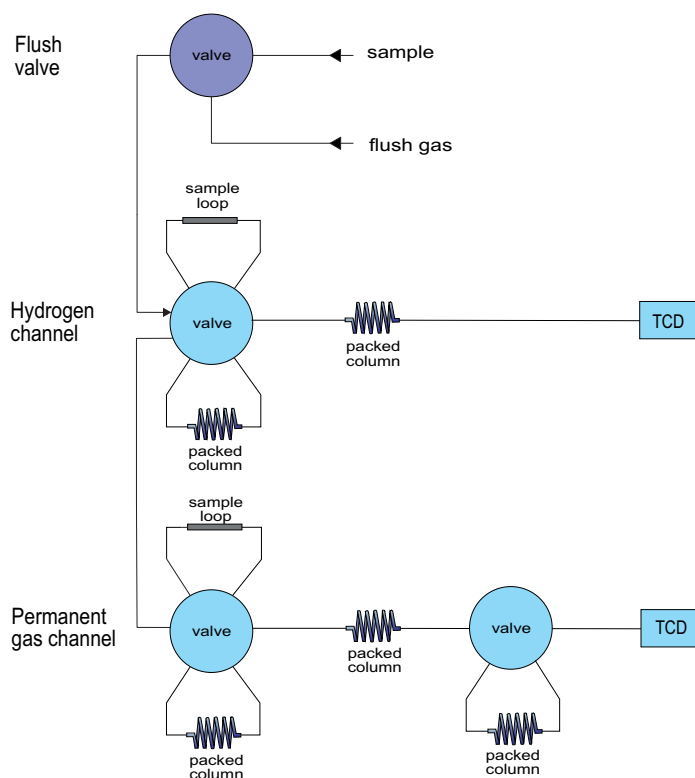 Flush
valve
valve
sample
flush gas
sample
loop
Hydrogen
channel
valve
packed
column
TCD
packed
column
sample
loop
Permanent
gas channel
valve
packed
column
valve
TCD
packed
column
packed
column